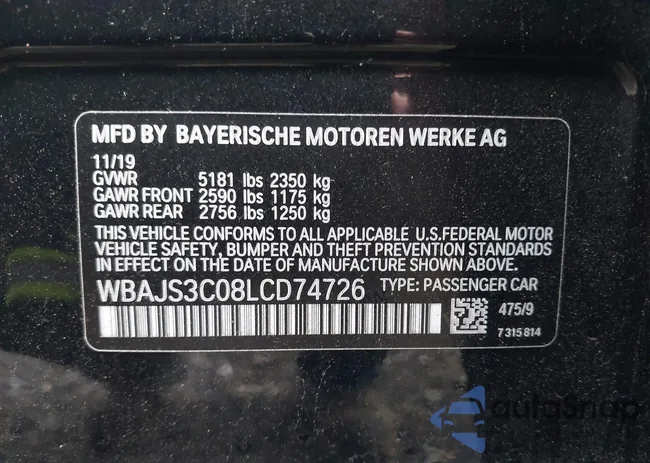 MFD BY BAYERISCHE MOTOREN WERKE AG
11/19
GVWR 5181 lbs 2350 kg
GAWR FRONT 2590 lbs 1175 kg
GAWR REAR 2756 lbs 1250 kg
THIS VEHICLE CONFORMS TO ALL APPLICABLE U.S.FEDERAL MOTOR
VEHICLE SAFETY, BUMPER AND THEFT PREVENTION STANDARDS
IN EFFECT ON THE DATE OF MANUFACTURE SHOWN ABOVE.
WBAJS3C08LCD74726 TYPE: PASSENGER CAR
475/9
7 315 814
autoSnap